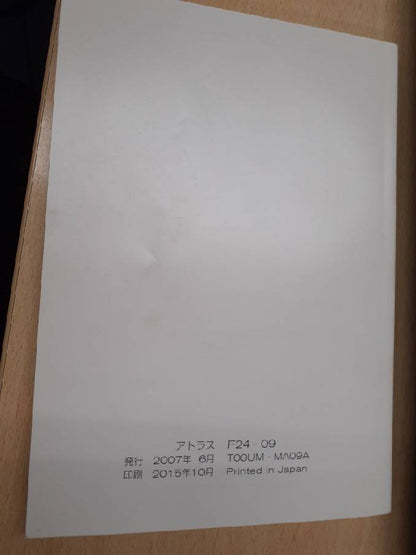 アトラス F24-09
発行 2007年 6月 T00UM-MA09A
印刷 2015年10月 Printed in Japan